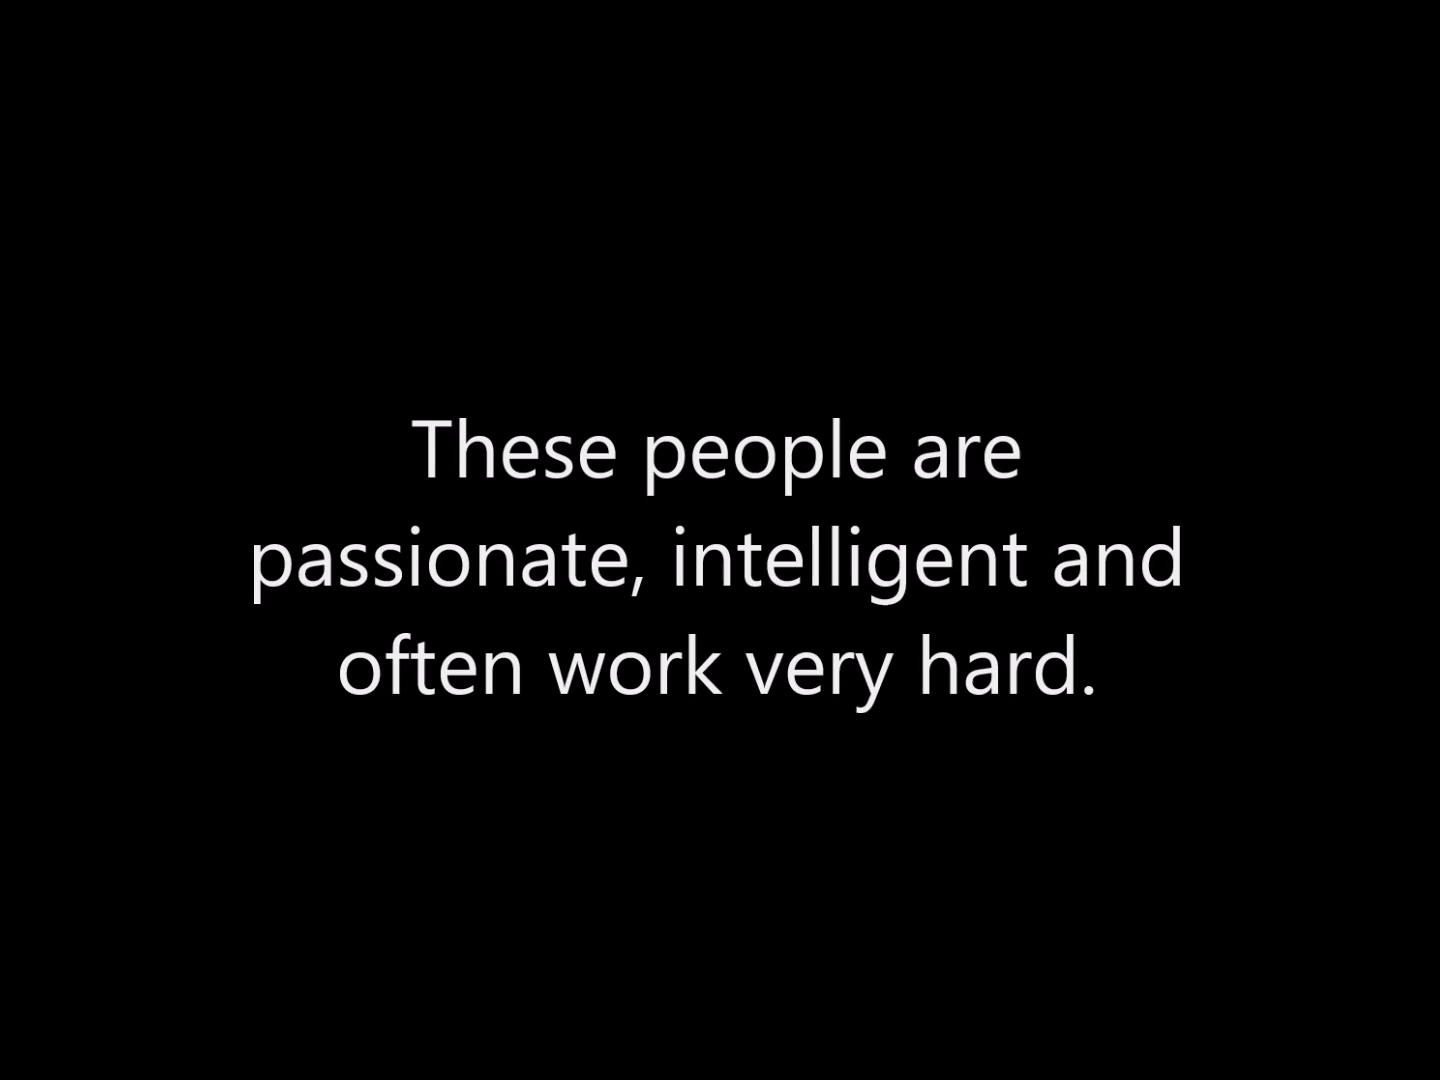 These people are
passionate, intelligent and
often work very hard.